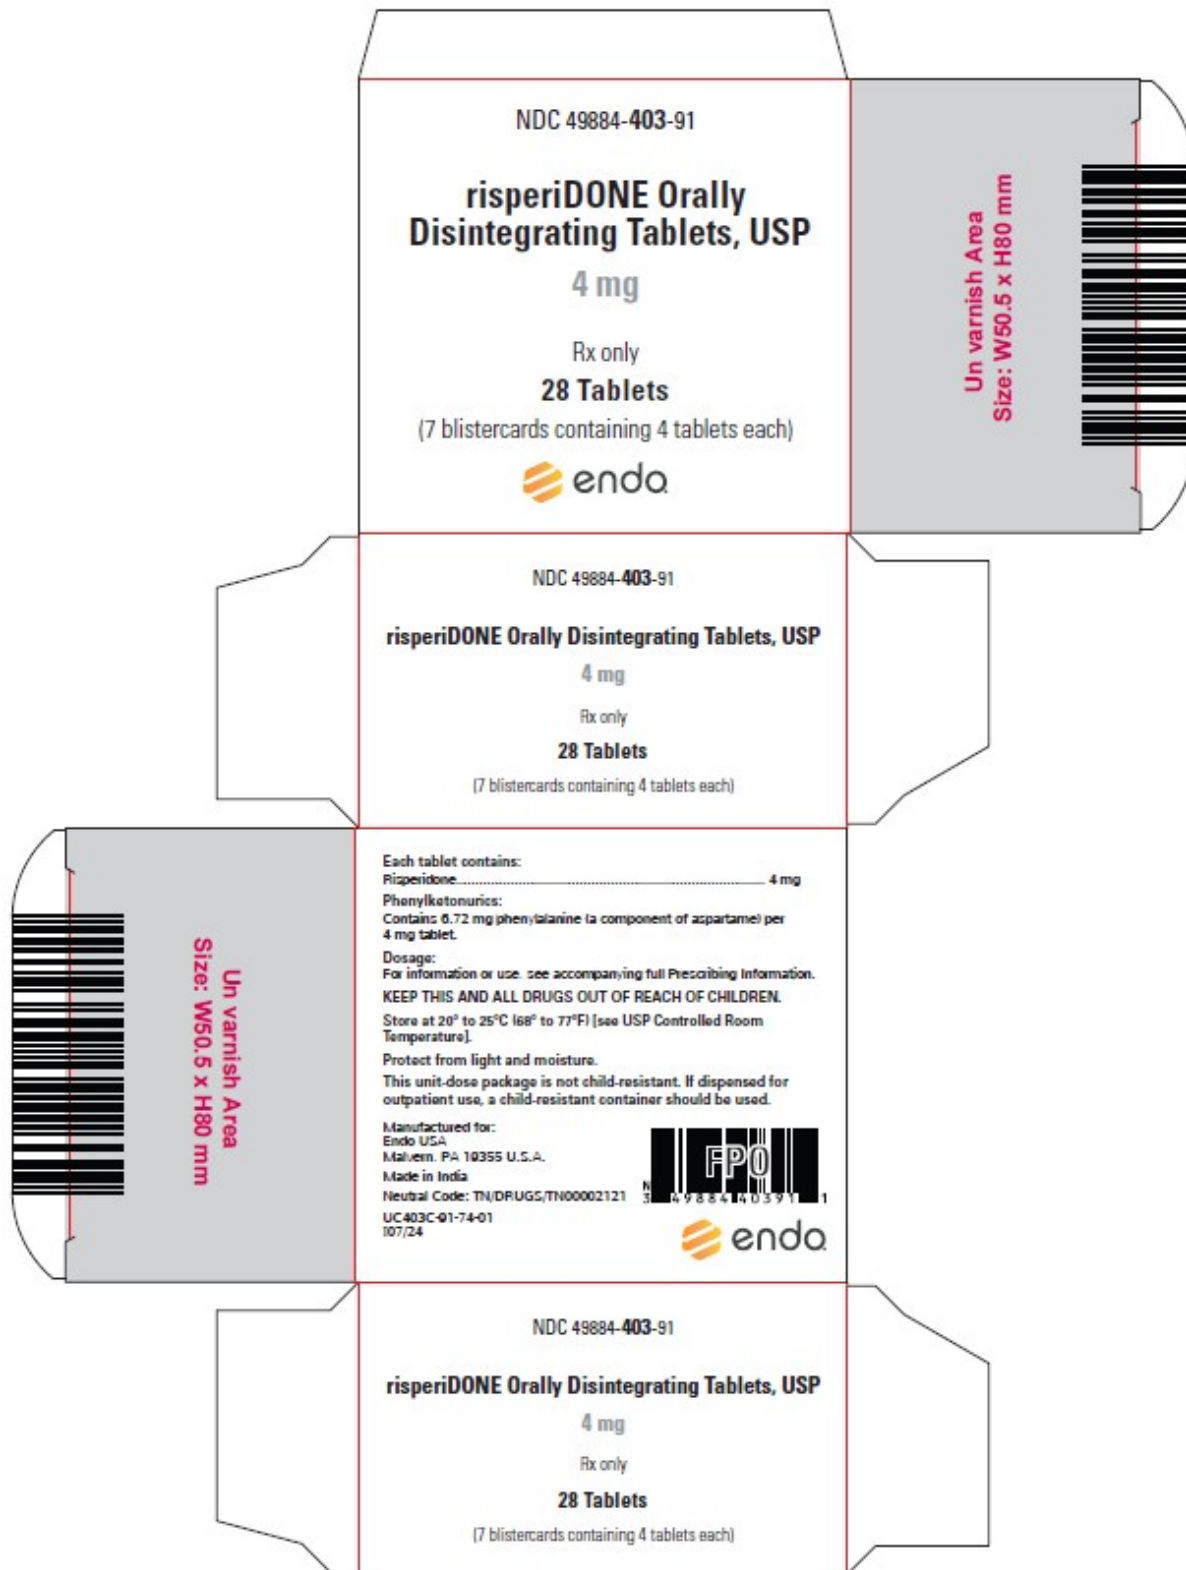 NDC 49884-403-91
risperiDONE Orally
Disintegrating Tablets, USP
4 mg
Rx only
28 Tablets
(7 blistercards containing 4 tablets each)
endo
Un varnish Area
Size: W50.5 x H80 mm
NDC 49884-403-91
risperiDONE Orally Disintegrating Tablets, USP
4 mg
Rx only
28 Tablets
(7 blistercards containing 4 tablets each)
Un varnish Area
Size: W50.5 x H80 mm
Each tablet contains:
Risperidone................................................................................ 4 mg
Phenylketonurics:
Contains 6.72 mg phenylalanine (a component of aspartame) per
4 mg tablet.
Dosage:
For information or use, see accompanying full Prescribing Information.
KEEP THIS AND ALL DRUGS OUT OF REACH OF CHILDREN.
Store at 20° to 25°C (68° to 77°F) [see USP Controlled Room
Temperature].
Protect from light and moisture.
This unit-dose package is not child-resistant. If dispensed for
outpatient use, a child-resistant container should be used.
Manufactured for:
Endo USA
Malvern, PA 19355 U.S.A.
Made in India
Neutral Code: TN/DRUGS/TN00002121
UC403C-91-74-01
I07/24
FPO
N
3 49884 40391 1
endo
NDC 49884-403-91
risperiDONE Orally Disintegrating Tablets, USP
4 mg
Rx only
28 Tablets
(7 blistercards containing 4 tablets each)